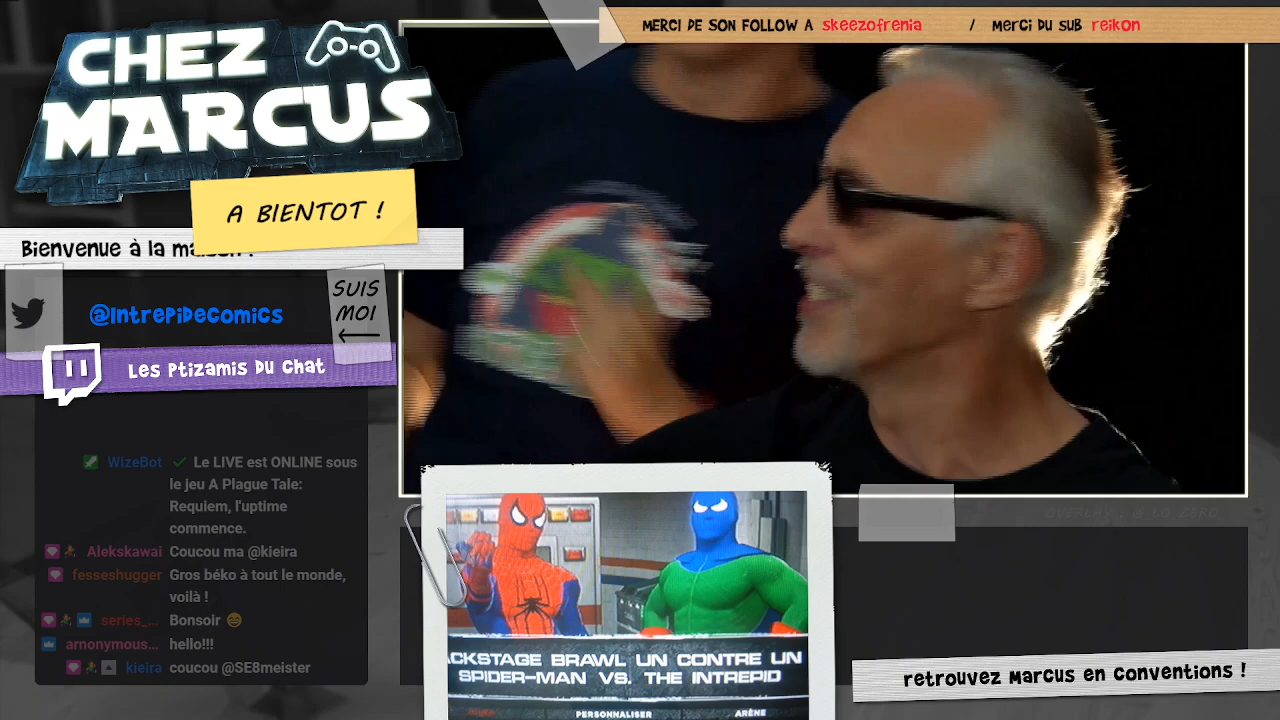 MERCI DE SON FOLLOW A skeezofrenia / Merci du sub reikon
CHEZ
MARCUS
A BIENTOT !
Bienvenue à la
@IntrepideComics
SUIS
MOI
Les Ptizamis du Chat
WizeBot Le LIVE est ONLINE sous
le jeu A Plague Tale:
Requiem, l'uptime
commence.
Alekskawai Coucou ma @kieira
fesseshugger Gros béko à tout le monde,
voilà !
series_... Bonsoir
arnonymous... hello!!!
kieira coucou @SE8meister
OVERLAY : @ LO ZERO
ACKSTAGE BRAWL UN CONTRE UN
SPIDER-MAN VS. THE INTREPID
PERSONNALISER ARÈNE
retrouvez Marcus en conventions !